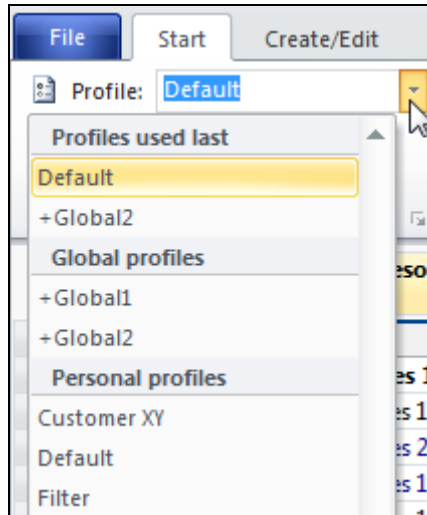 File Start Create/Edit
Profile: Default
Profiles used last
Default
+Global2
Global profiles
+Global1
+Global2
Personal profiles
Customer XY
Default
Filter